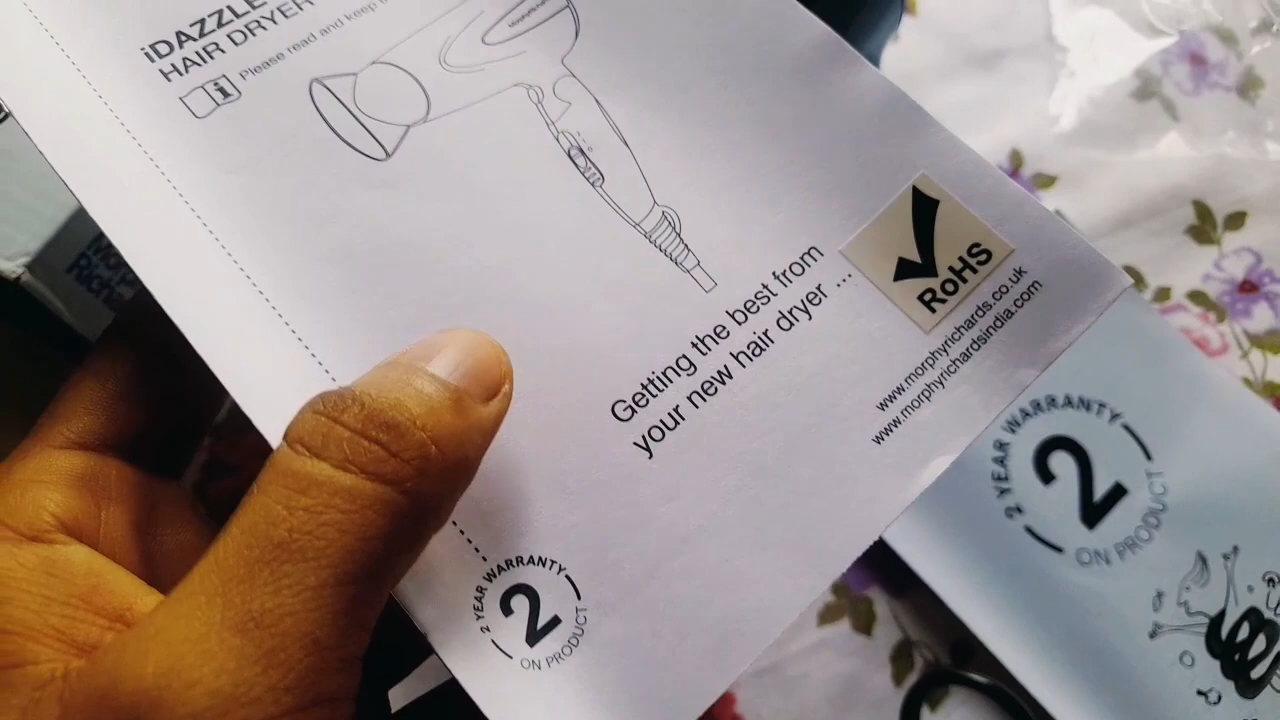 iDAZZLE
HAIR DRYER
Please read and keep
Getting the best from
your new hair dryer ...
RoHS
www.morphyrichards.co.uk
www.morphyrichardsindia.com
2 YEAR WARRANTY
2
ON PRODUCT
2 YEAR WARRANTY
2
ON PRODUCT